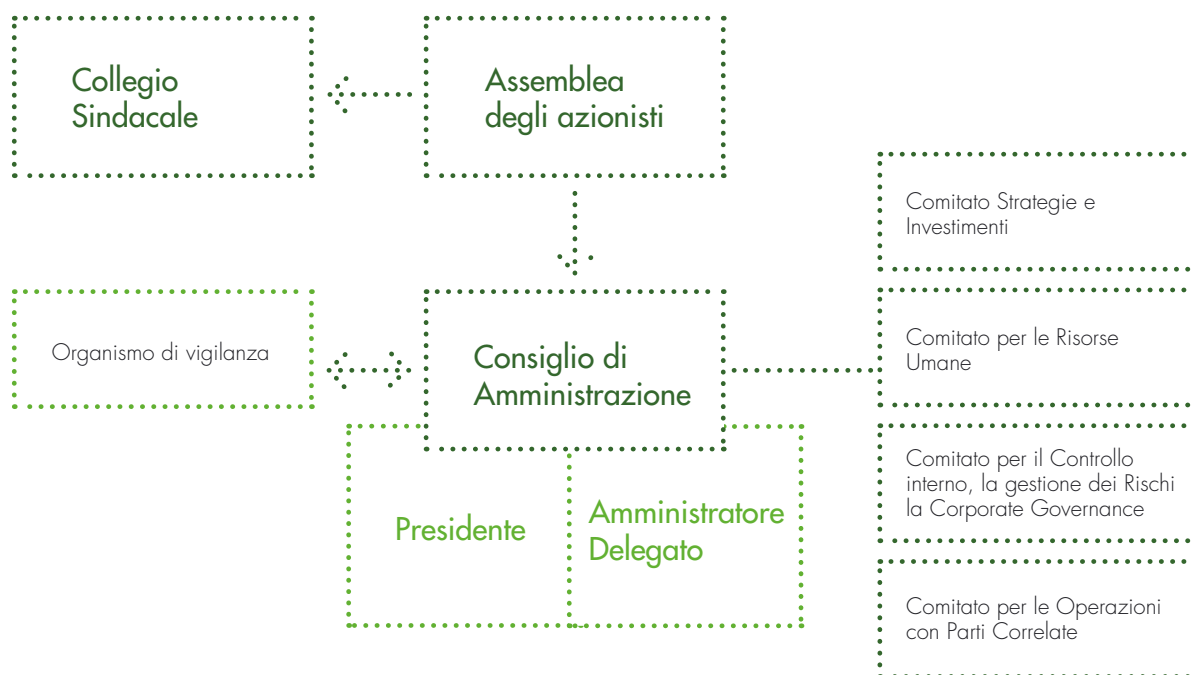 Collegio
Sindacale
Assemblea
degli azionisti
Comitato Strategie e
Investimenti
Organismo di vigilanza
Consiglio di
Amministrazione
Comitato per le Risorse
Umane
Presidente
Amministratore
Delegato
Comitato per il Controllo
interno, la gestione dei Rischi
la Corporate Governance
Comitato per le Operazioni
con Parti Correlate